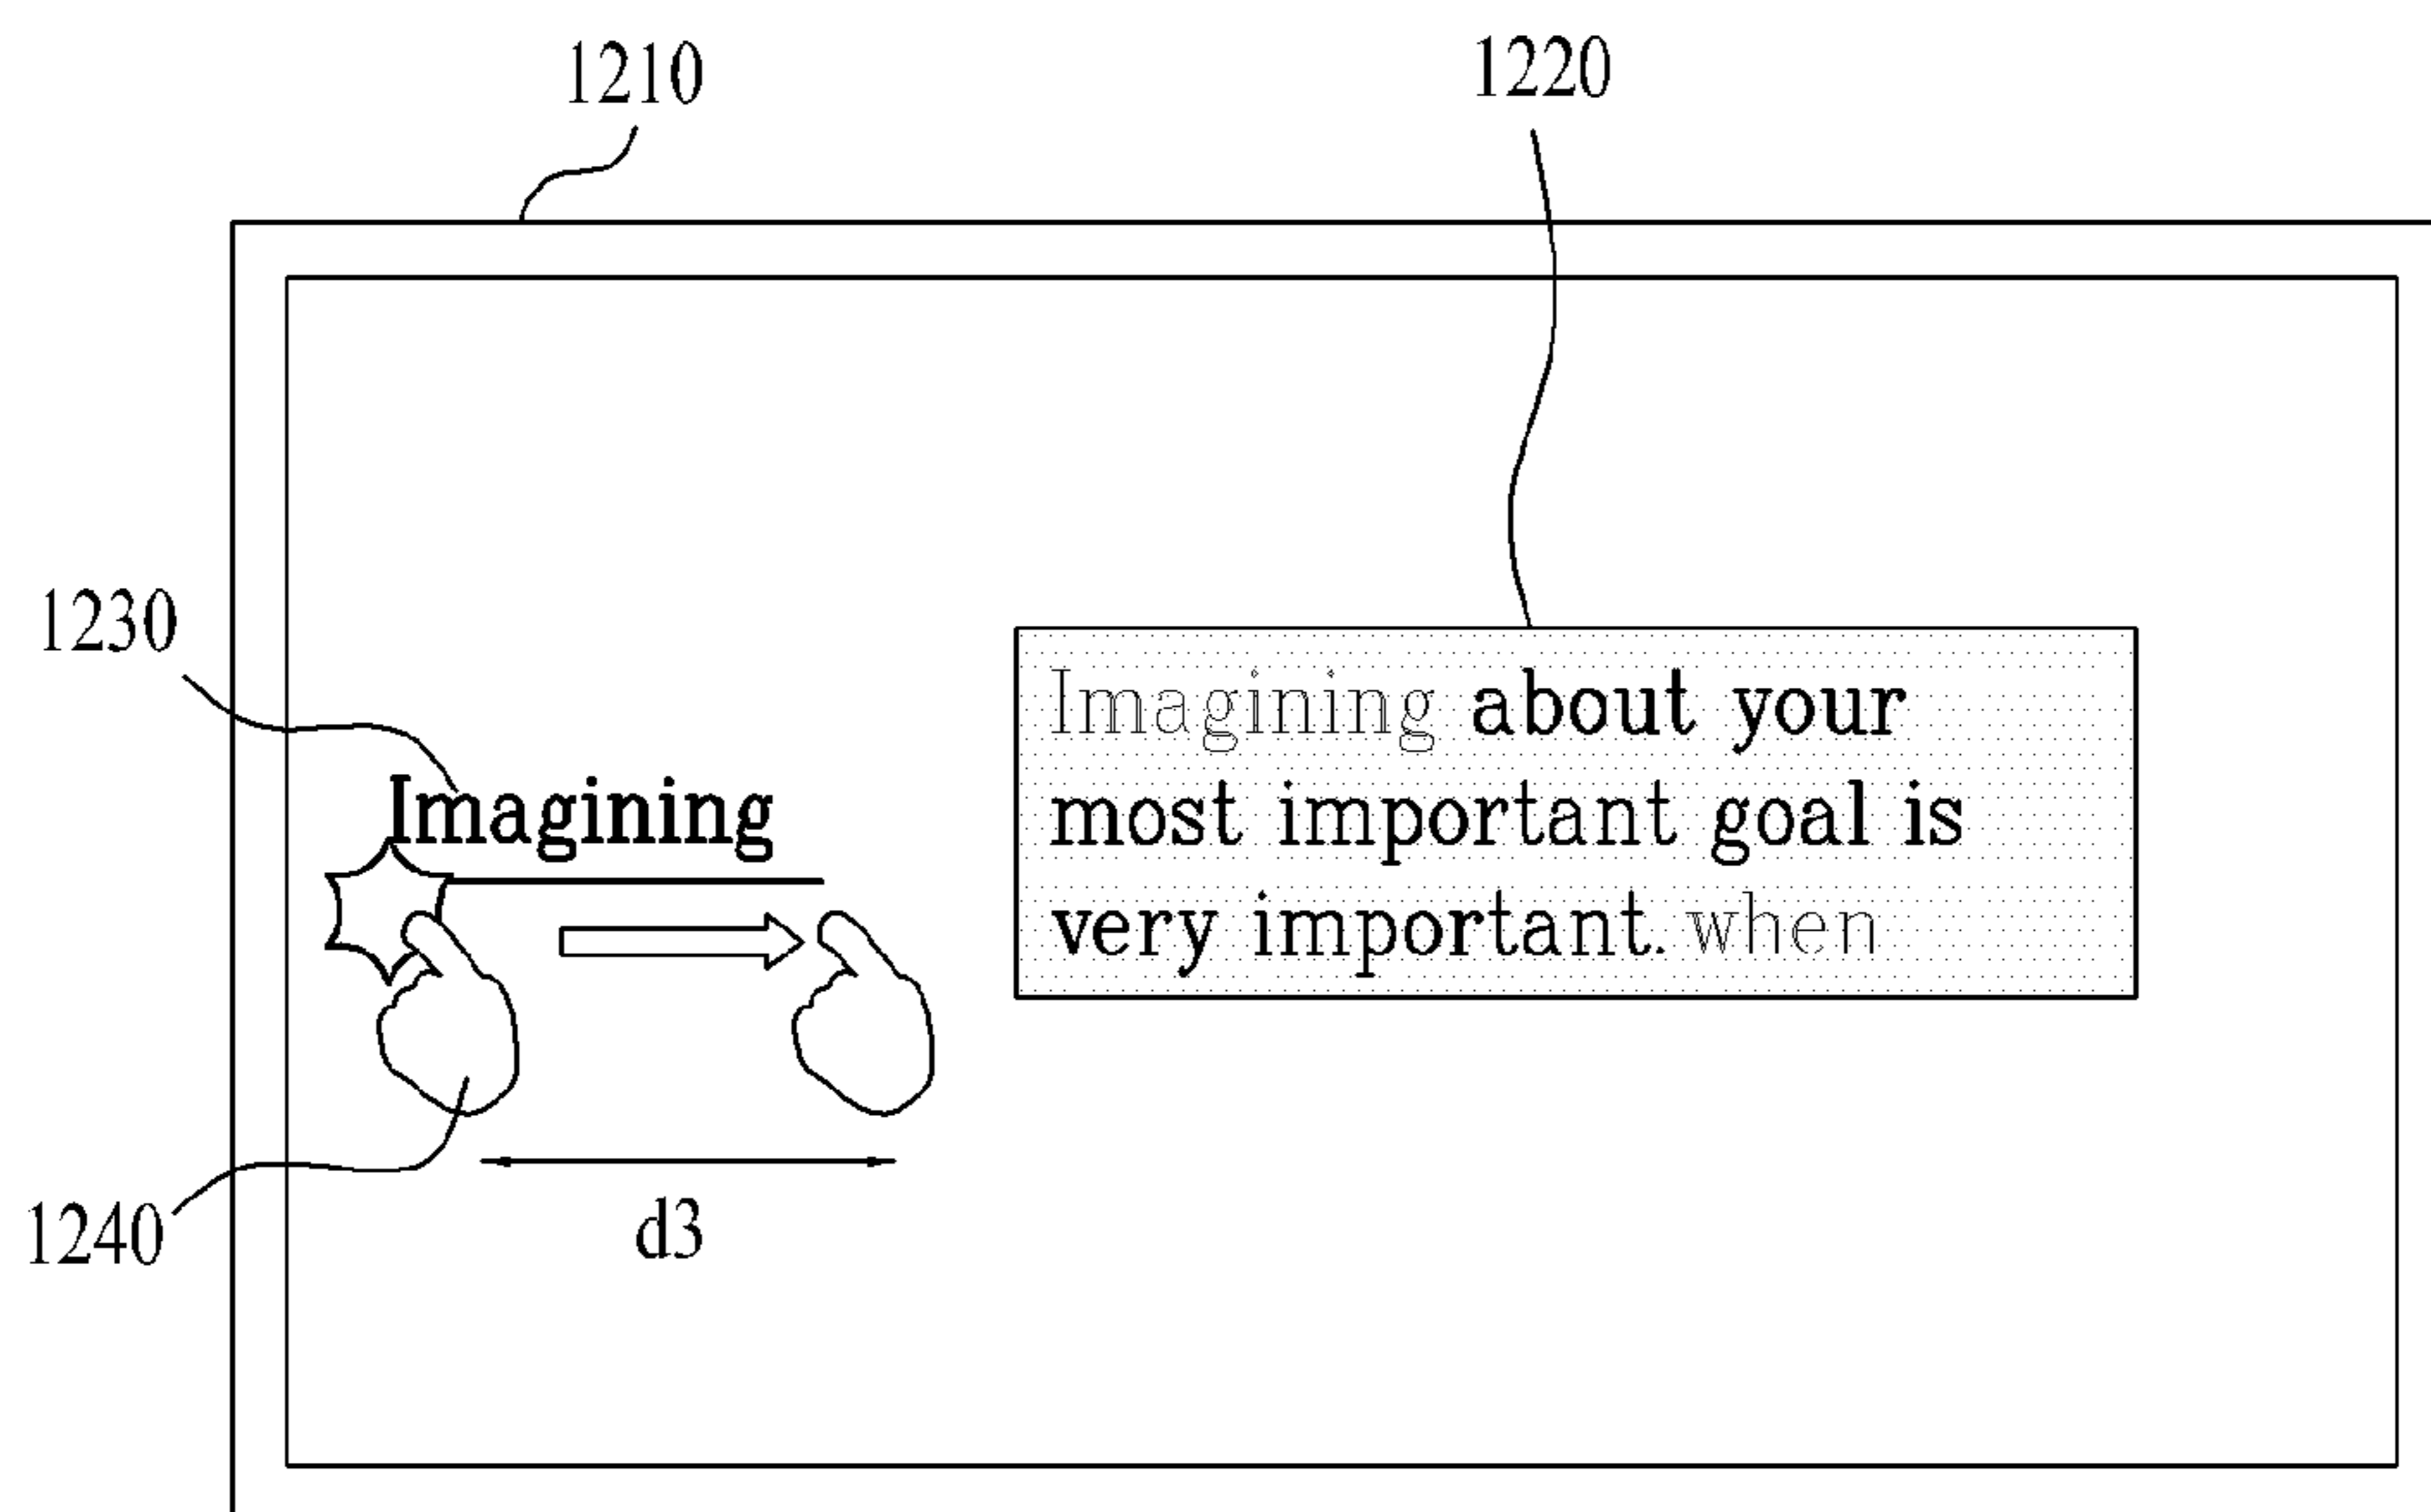 1210
1220
1230
Imagining
Imagining about your
most important goal is
very important. when
1240
d3